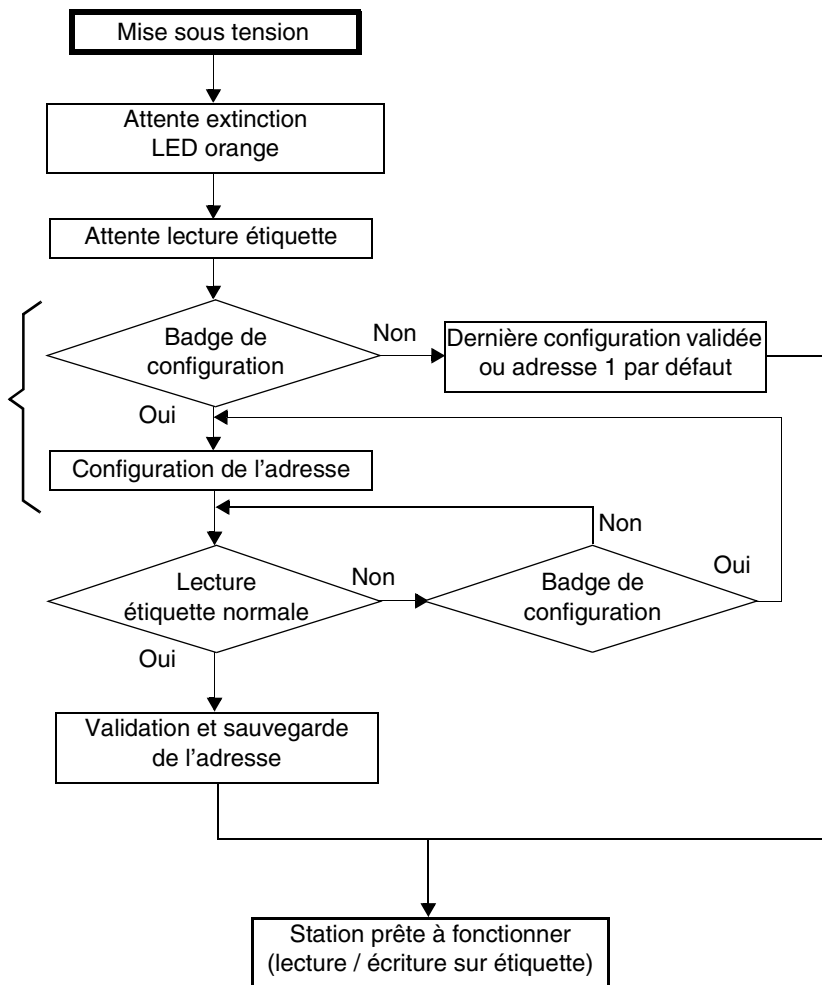 Mise sous tension
Attente extinction
LED orange
Attente lecture étiquette
Badge de
configuration
Non
Dernière configuration validée
ou adresse 1 par défaut
Oui
Configuration de l’adresse
Non
Lecture
étiquette normale
Non
Badge de
configuration
Oui
Oui
Validation et sauvegarde
de l’adresse
Station prête à fonctionner
(lecture / écriture sur étiquette)